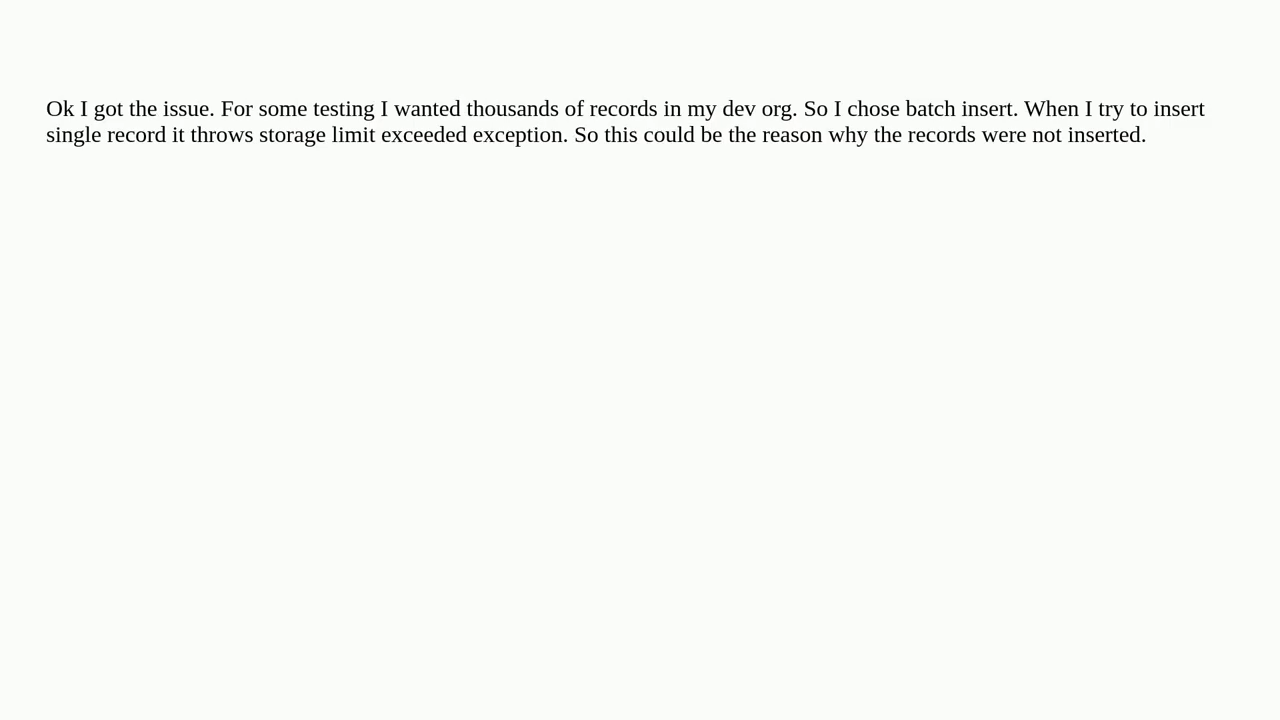 Ok I got the issue. For some testing I wanted thousands of records in my dev org. So I chose batch insert. When I try to insert
single record it throws storage limit exceeded exception. So this could be the reason why the records were not inserted.